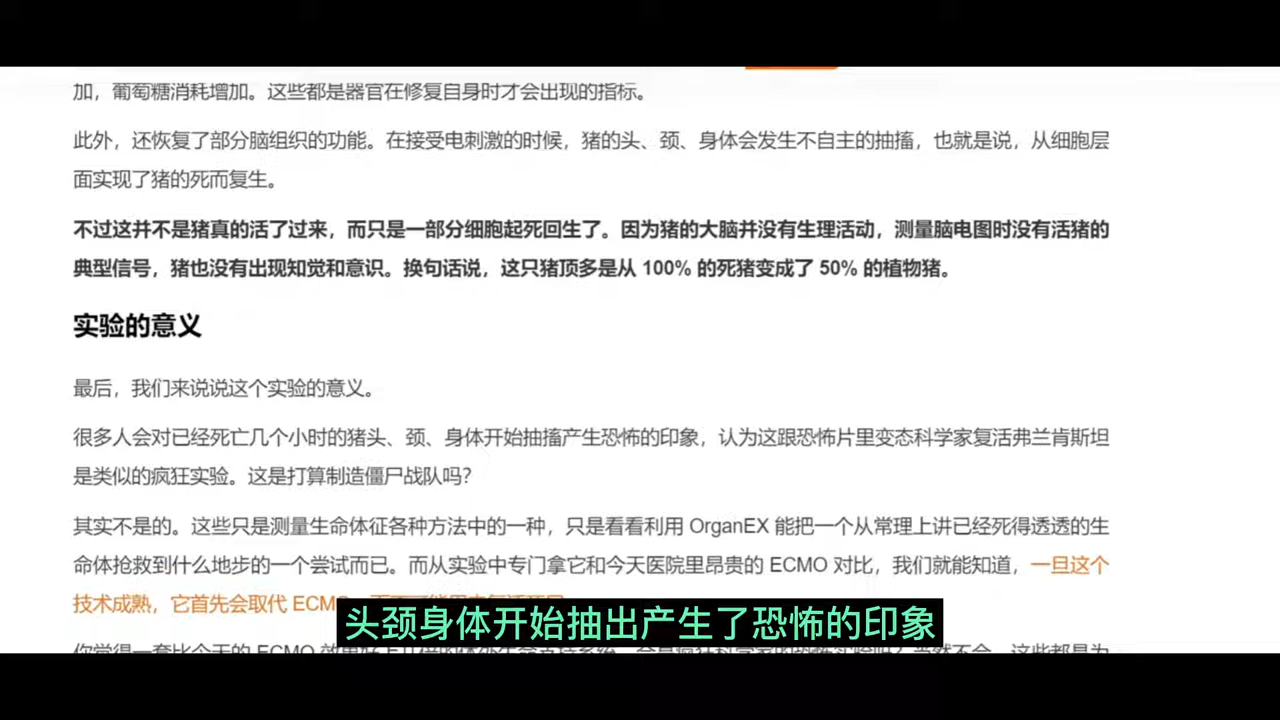 加，葡萄糖消耗增加。这些都是器官在修复自身时才会出现的指标。
此外，还恢复了部分脑组织的功能。在接受电刺激的时候，猪的头、颈、身体会发生不自主的抽搐，也就是说，从细胞层
面实现了猪的死而复生。
不过这并不是猪真的活了过来，而只是一部分细胞起死回生了。因为猪的大脑并没有生理活动，测量脑电图时没有活猪的
典型信号，猪也没有出现知觉和意识。换句话说，这只猪顶多是从 100% 的死猪变成了 50% 的植物猪。
实验的意义
最后，我们来说说这个实验的意义。
很多人会对已经死亡几个小时的猪头、颈、身体开始抽搐产生恐怖的印象，认为这跟恐怖片里变态科学家复活弗兰肯斯坦
是类似的疯狂实验。这是打算制造僵尸战队吗？
其实不是的。这些只是测量生命体征各种方法中的一种，只是看看利用 OrganEX 能把一个从常理上讲已经死得透透的生
命体抢救到什么地步的一个尝试而已。而从实验中专门拿它和今天医院里昂贵的 ECMO 对比，我们就能知道，一旦这个
技术成熟，它首先会取代 ECM
头颈身体开始抽出产生了恐怖的印象
你觉得一套比今天的 ECMO